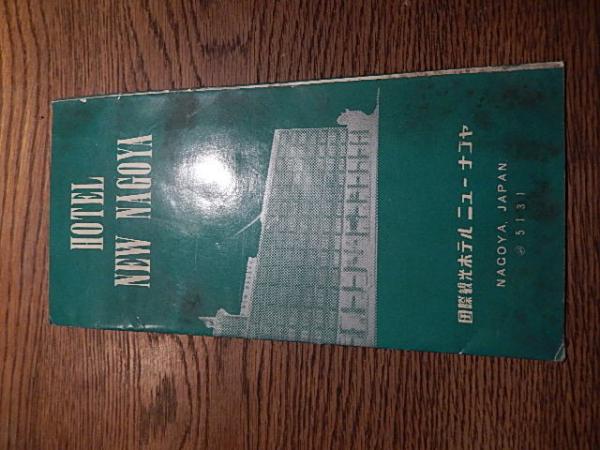 HOTEL
NEW NAGOYA
国際観光ホテル ニューナゴヤ
NAGOYA, JAPAN
5131